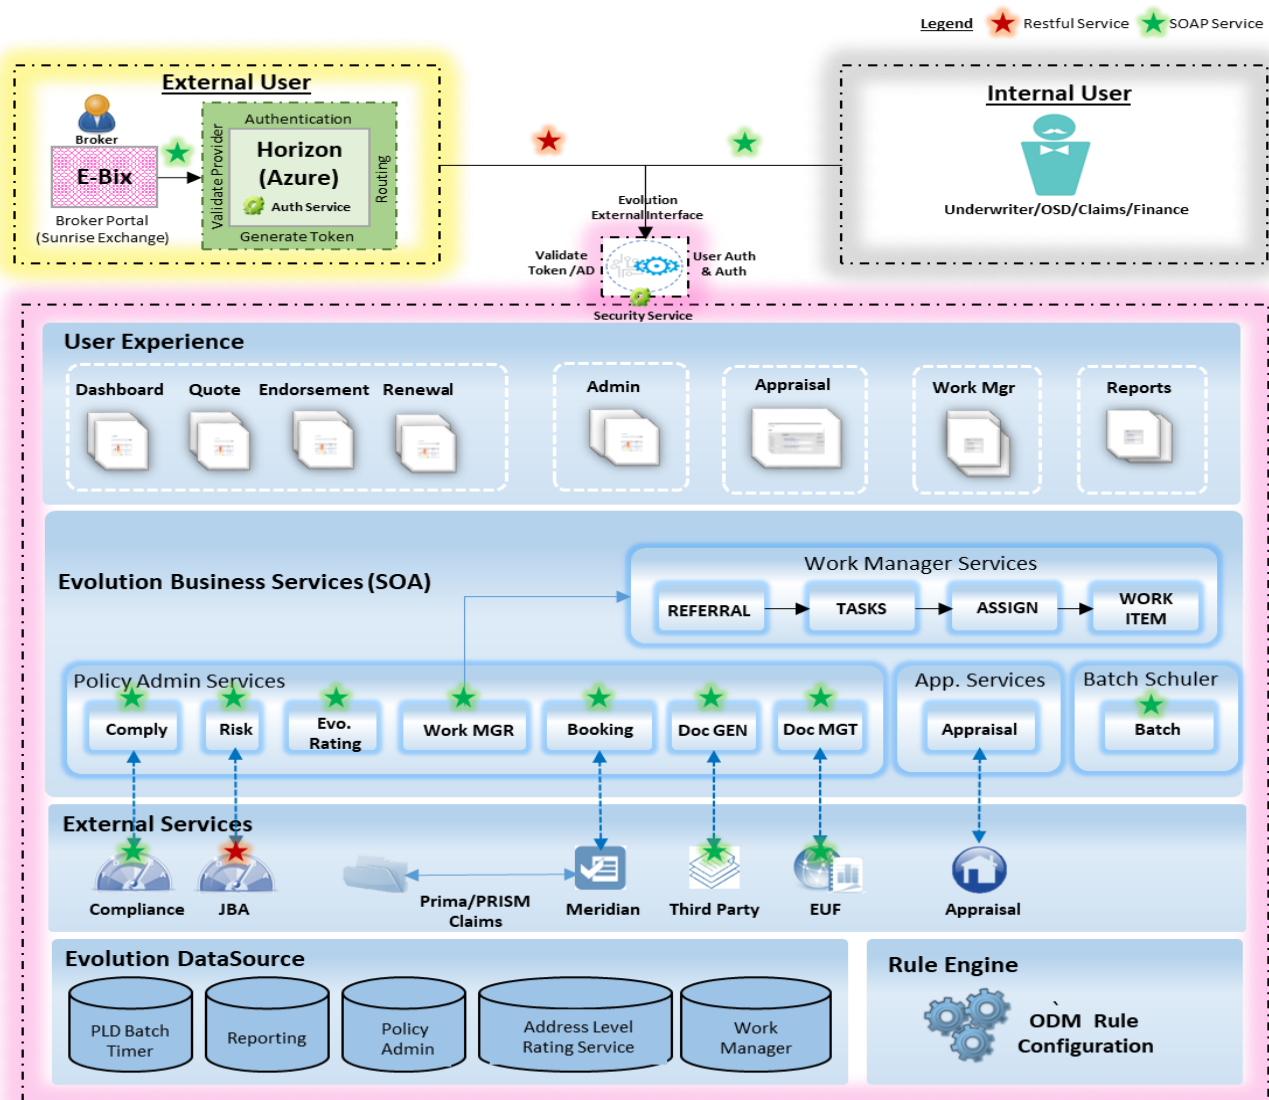 Legend Restful Service SOAP Service
External User
Internal User
Broker
E-Bix
Broker Portal
(Sunrise Exchange)
Authentication
Validate Provider
Horizon
(Azure)
Auth Service
Routing
Generate Token
Evolution
External Interface
Validate
Token /AD
User Auth
& Auth
Security Service
Underwriter/OSD/Claims/Finance
User Experience
Dashboard Quote Endorsement Renewal Admin Appraisal Work Mgr Reports
Evolution Business Services (SOA)
Work Manager Services
REFERRAL TASKS ASSIGN WORK
ITEM
Policy Admin Services
Comply Risk Evo.
Rating
Work MGR Booking Doc GEN Doc MGT
App. Services
Appraisal
Batch Schuler
Batch
External Services
Compliance JBA Prima/PRISM
Claims
Meridian Third Party EUF Appraisal
Evolution DataSource
PLD Batch
Timer
Reporting
Policy
Admin
Address Level
Rating Service
Work
Manager
Rule Engine
ODM Rule
Configuration